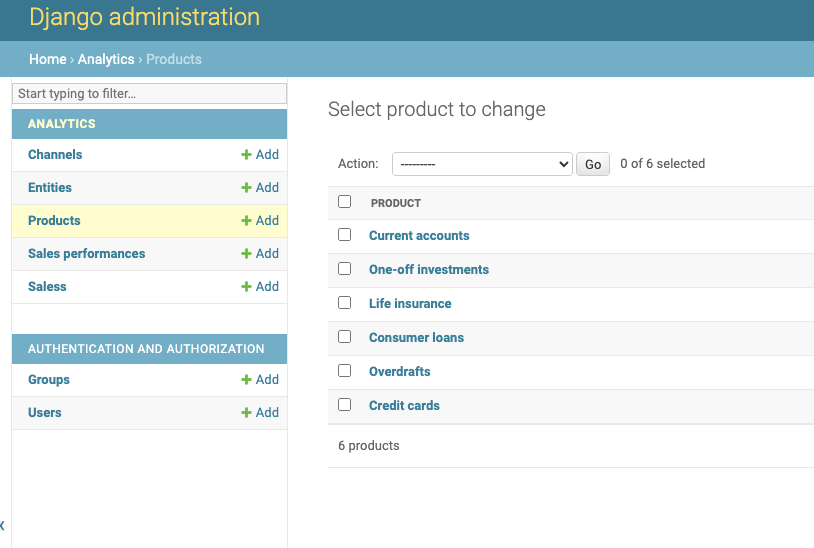 Django administration
Home › Analytics › Products
Start typing to filter...
ANALYTICS
Channels + Add
Entities + Add
Products + Add
Sales performances + Add
Saless + Add
AUTHENTICATION AND AUTHORIZATION
Groups + Add
Users + Add
Select product to change
Action: --------- Go 0 of 6 selected
PRODUCT
Current accounts
One-off investments
Life insurance
Consumer loans
Overdrafts
Credit cards
6 products